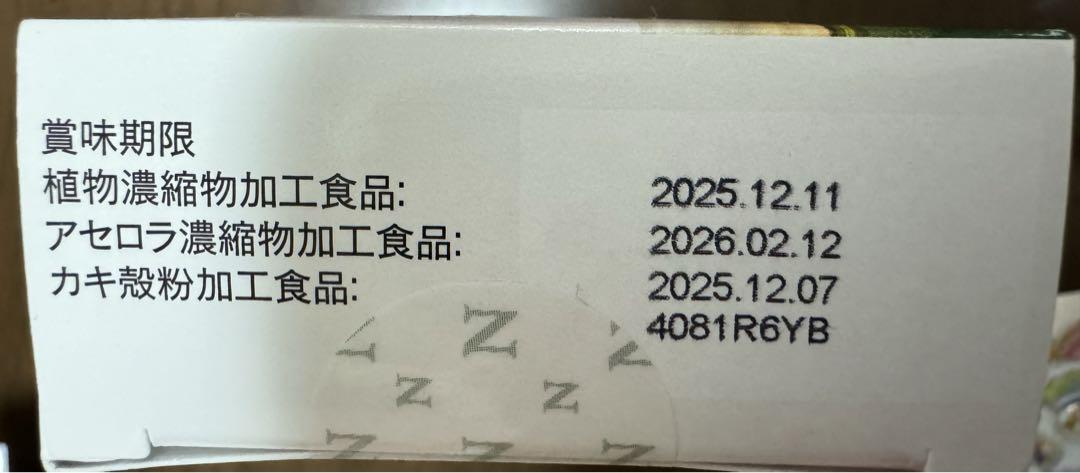 賞味期限
植物濃縮物加工食品: 2025.12.11
アセロラ濃縮物加工食品: 2026.02.12
カキ殻粉加工食品: 2025.12.07
4081R6YB
Z Z Z
Z Z
Z Z Z